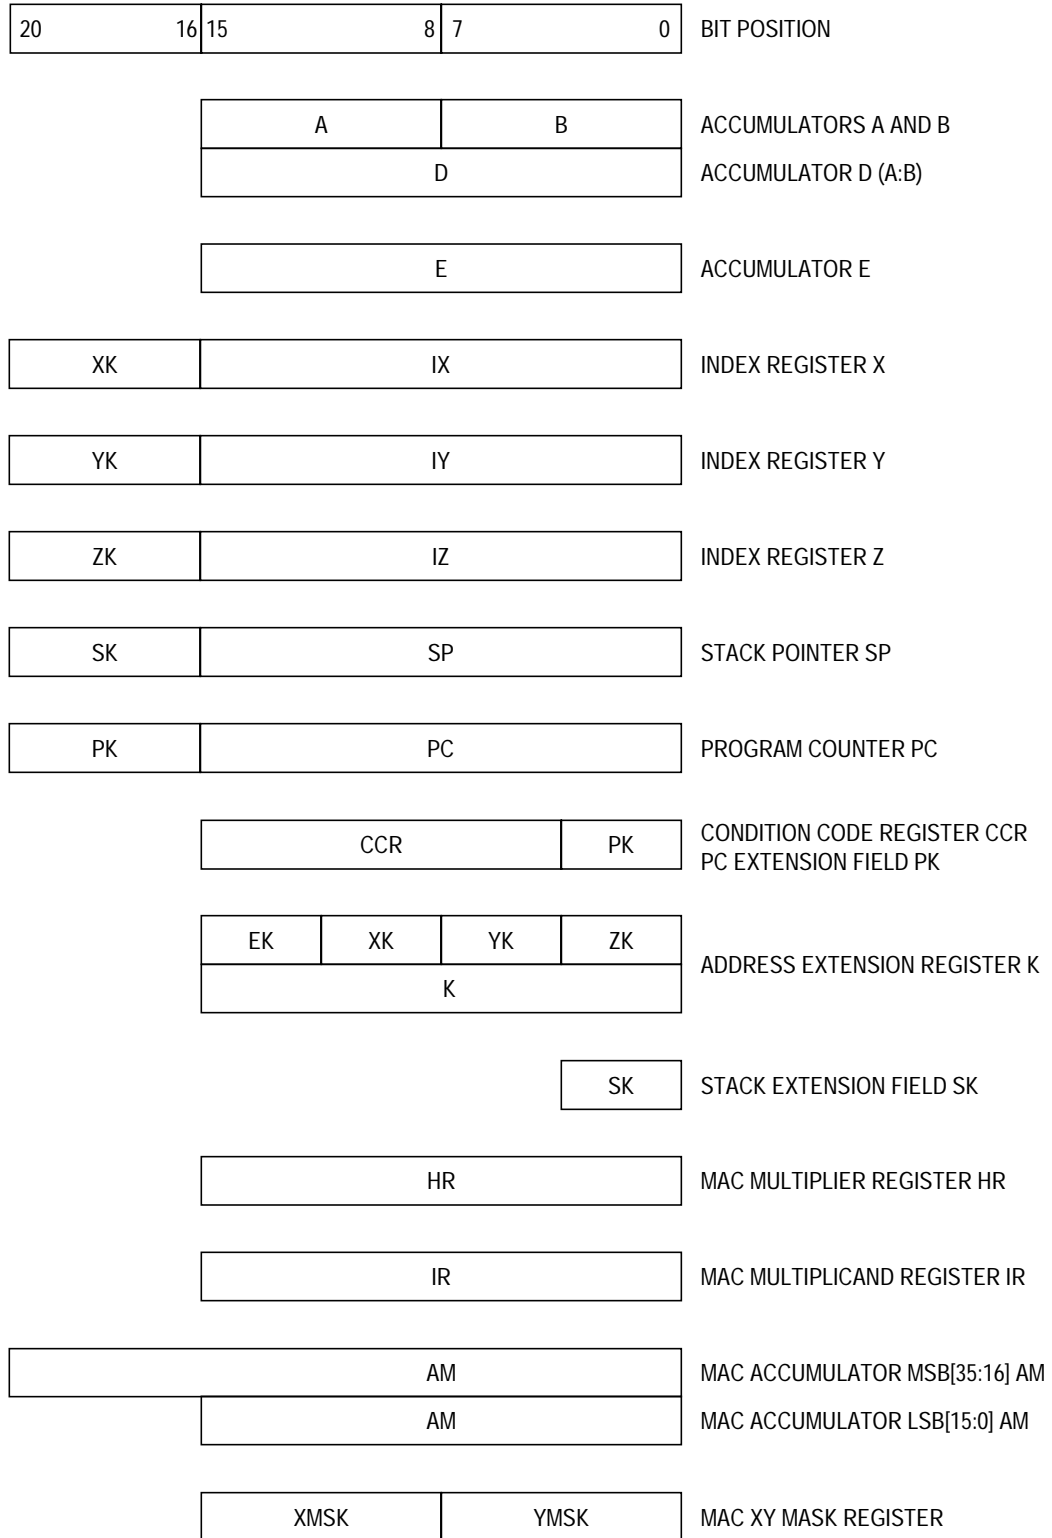 20 16 15 8 7 0 BIT POSITION
A B ACCUMULATORS A AND B
D ACCUMULATOR D (A:B)
E ACCUMULATOR E
XK IX INDEX REGISTER X
YK IY INDEX REGISTER Y
ZK IZ INDEX REGISTER Z
SK SP STACK POINTER SP
PK PC PROGRAM COUNTER PC
CCR PK CONDITION CODE REGISTER CCR
PC EXTENSION FIELD PK
EK XK YK ZK
ADDRESS EXTENSION REGISTER K
K
SK STACK EXTENSION FIELD SK
HR MAC MULTIPLIER REGISTER HR
IR MAC MULTIPLICAND REGISTER IR
AM MAC ACCUMULATOR MSB[35:16] AM
AM MAC ACCUMULATOR LSB[15:0] AM
XMSK YMSK MAC XY MASK REGISTER